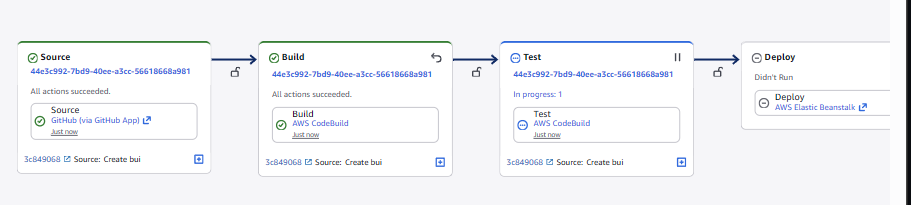 Source
44e3c992-7bd9-40ee-a3cc-56618668a981
All actions succeeded.
Source
GitHub (via GitHub App)
Just now
3c849068 Source: Create bui
Build
44e3c992-7bd9-40ee-a3cc-56618668a981
All actions succeeded.
Build
AWS CodeBuild
Just now
3c849068 Source: Create bui
Test
44e3c992-7bd9-40ee-a3cc-56618668a981
In progress: 1
Test
AWS CodeBuild
Just now
3c849068 Source: Create bui
Deploy
Didn't Run
Deploy
AWS Elastic Beanstalk